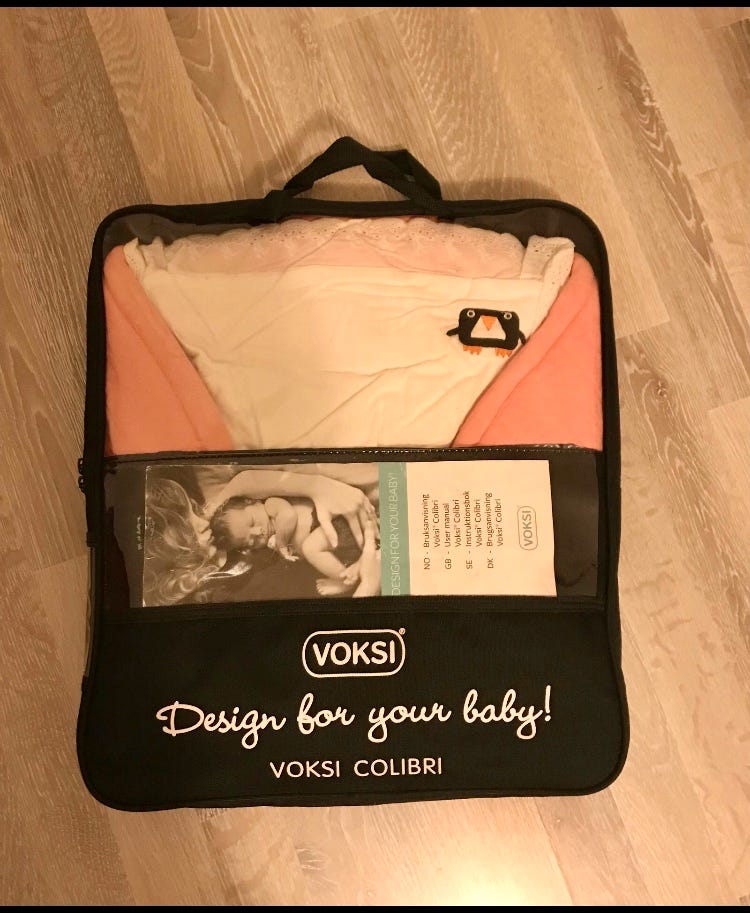 DESIGN FOR YOUR BABY!
NO - Bruksanvisning
Voksi® Colibri
GB - User manual
Voksi® Colibri
SE - Instruktionsbok
Voksi® Colibri
DK - Brugsanvisning
Voksi® Colibri
VOKSI
VOKSI®
Design for your baby!
VOKSI COLIBRI